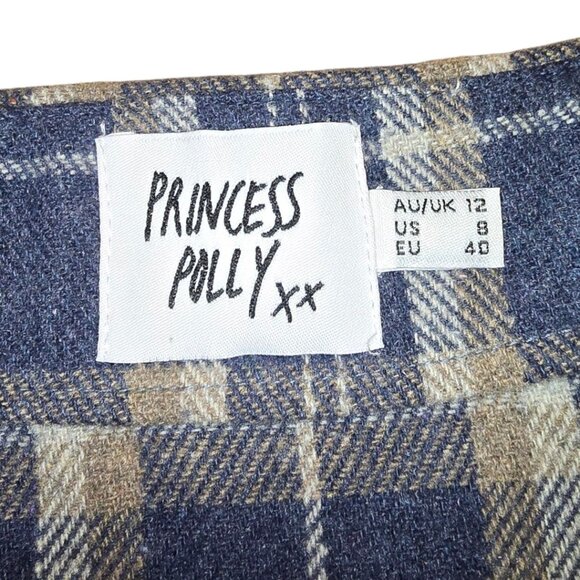 PRINCESS
POLLY xx
AU/UK 12
US 8
EU 40